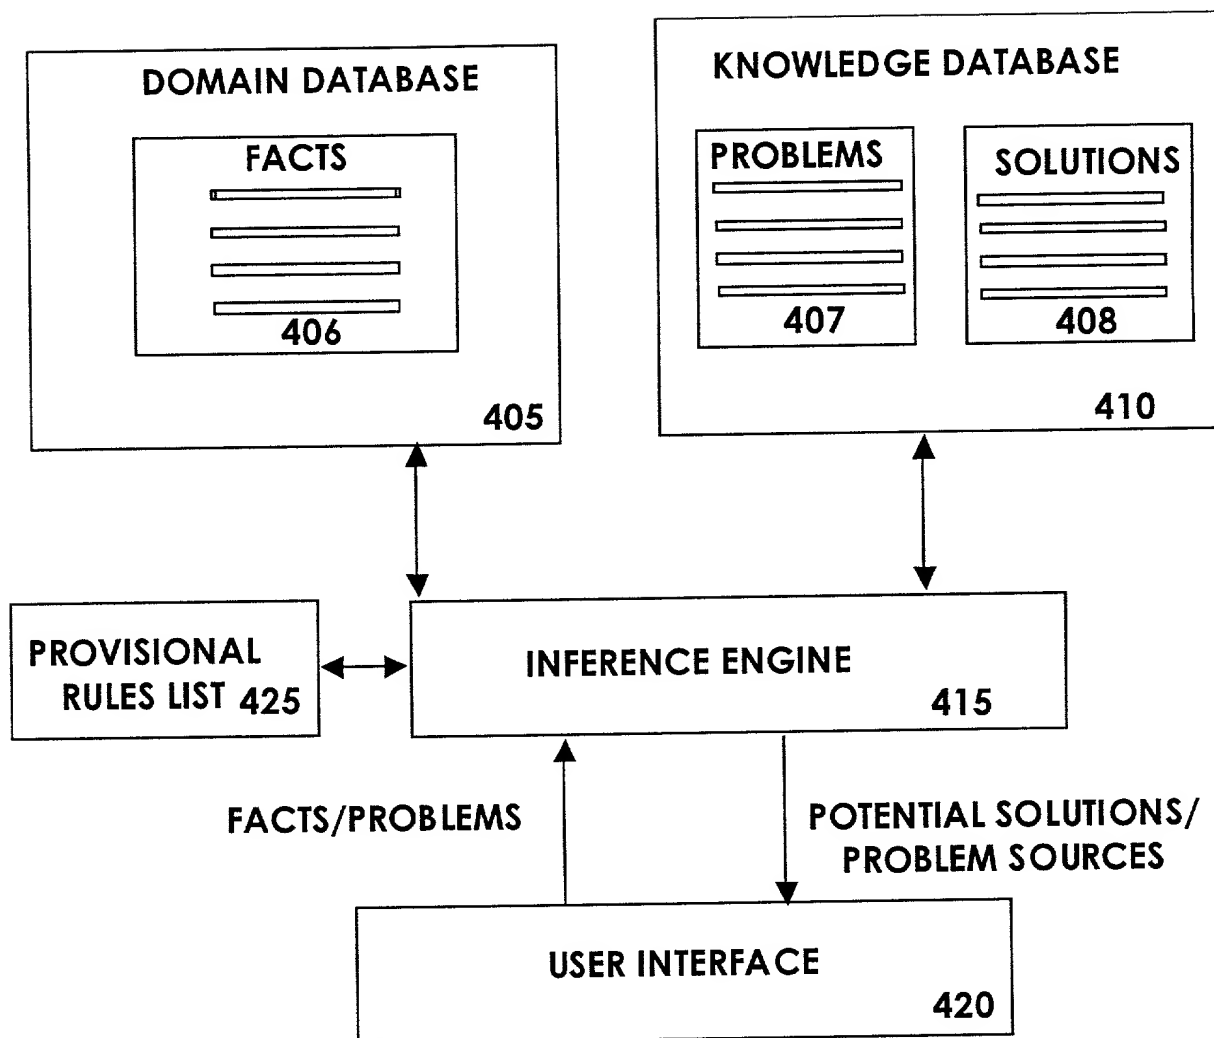 DOMAIN DATABASE
FACTS
406
405
KNOWLEDGE DATABASE
PROBLEMS
407
SOLUTIONS
408
410
PROVISIONAL
RULES LIST 425
INFERENCE ENGINE
415
FACTS/PROBLEMS
POTENTIAL SOLUTIONS/
PROBLEM SOURCES
USER INTERFACE
420